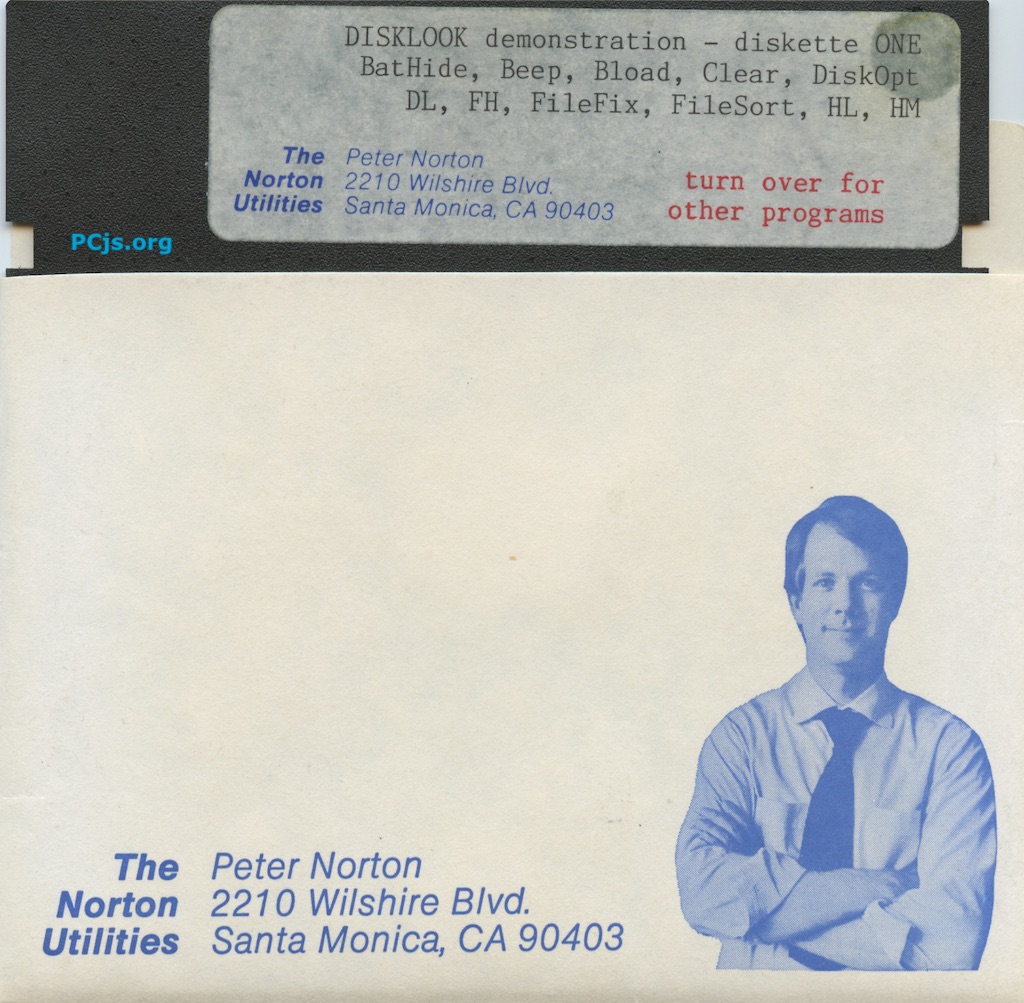 DISKLOOK demonstration - diskette ONE
BatHide, Beep, Bload, Clear, DiskOpt
DL, FH, FileFix, FileSort, HL, HM
The Peter Norton
Norton 2210 Wilshire Blvd.
Utilities Santa Monica, CA 90403
turn over for
other programs
PCjs.org
The Peter Norton
Norton 2210 Wilshire Blvd.
Utilities Santa Monica, CA 90403